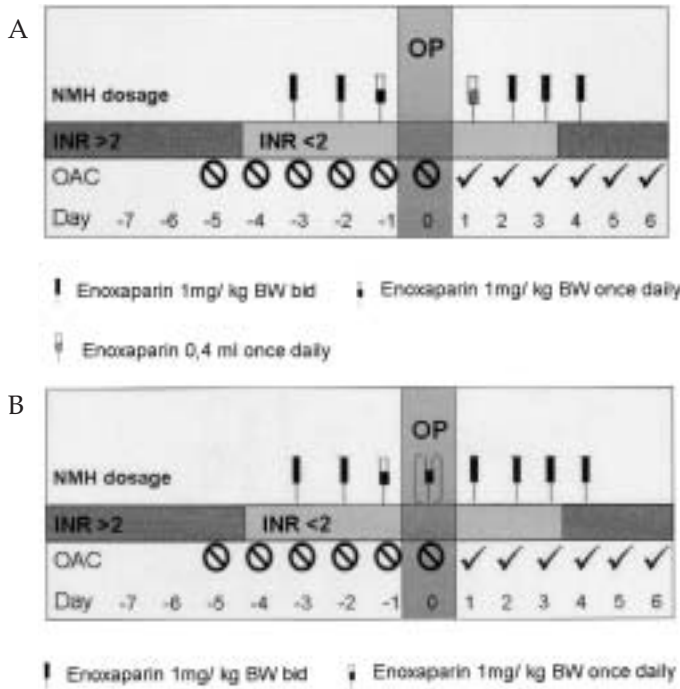 A
OP
NMH dosage
INR >2 INR <2
OAC
Day -7 -6 -5 -4 -3 -2 -1 0 1 2 3 4 5 6
Enoxaparin 1mg/ kg BW bid Enoxaparin 1mg/ kg BW once daily
Enoxaparin 0,4 ml once daily
B
OP
NMH dosage
INR >2 INR <2
OAC
Day -7 -6 -5 -4 -3 -2 -1 0 1 2 3 4 5 6
Enoxaparin 1mg/ kg BW bid Enoxaparin 1mg/ kg BW once daily